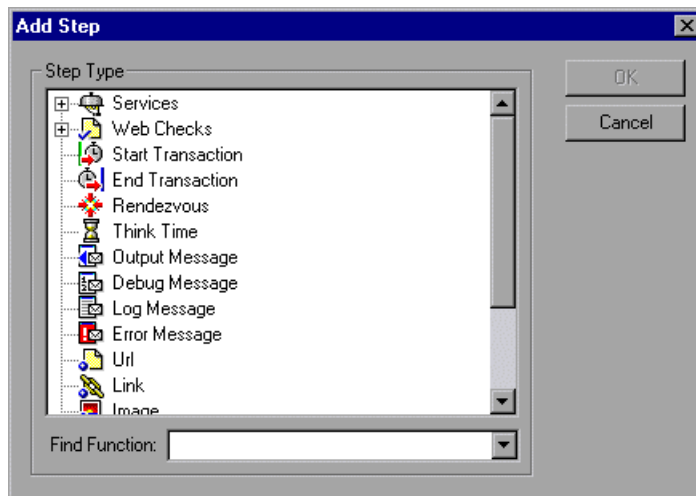 Add Step
Step Type
OK
Services
Cancel
Web Checks
Start Transaction
End Transaction
Rendezvous
Think Time
Output Message
Debug Message
Log Message
Error Message
Url
Link
Image
Find Function: